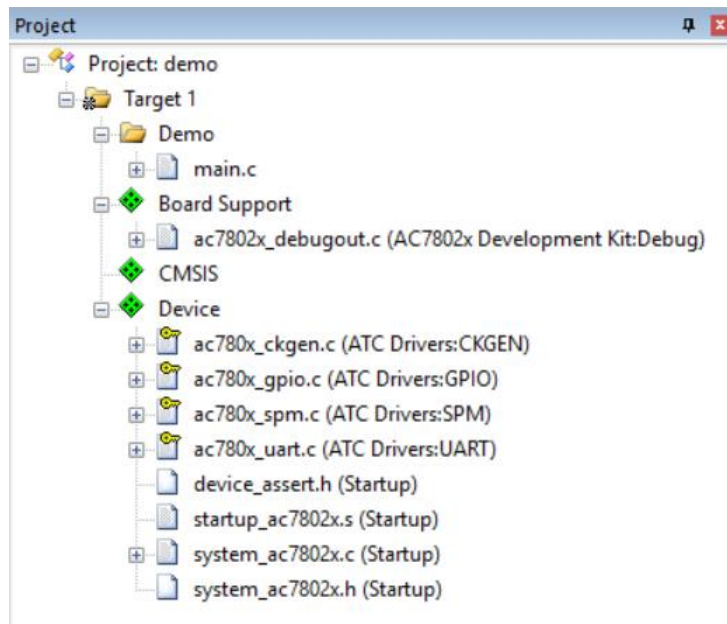 Project
Project: demo
Target 1
Demo
main.c
Board Support
ac7802x_debugout.c (AC7802x Development Kit:Debug)
CMSIS
Device
ac780x_ckgen.c (ATC Drivers:CKGEN)
ac780x_gpio.c (ATC Drivers:GPIO)
ac780x_spm.c (ATC Drivers:SPM)
ac780x_uart.c (ATC Drivers:UART)
device_assert.h (Startup)
startup_ac7802x.s (Startup)
system_ac7802x.c (Startup)
system_ac7802x.h (Startup)